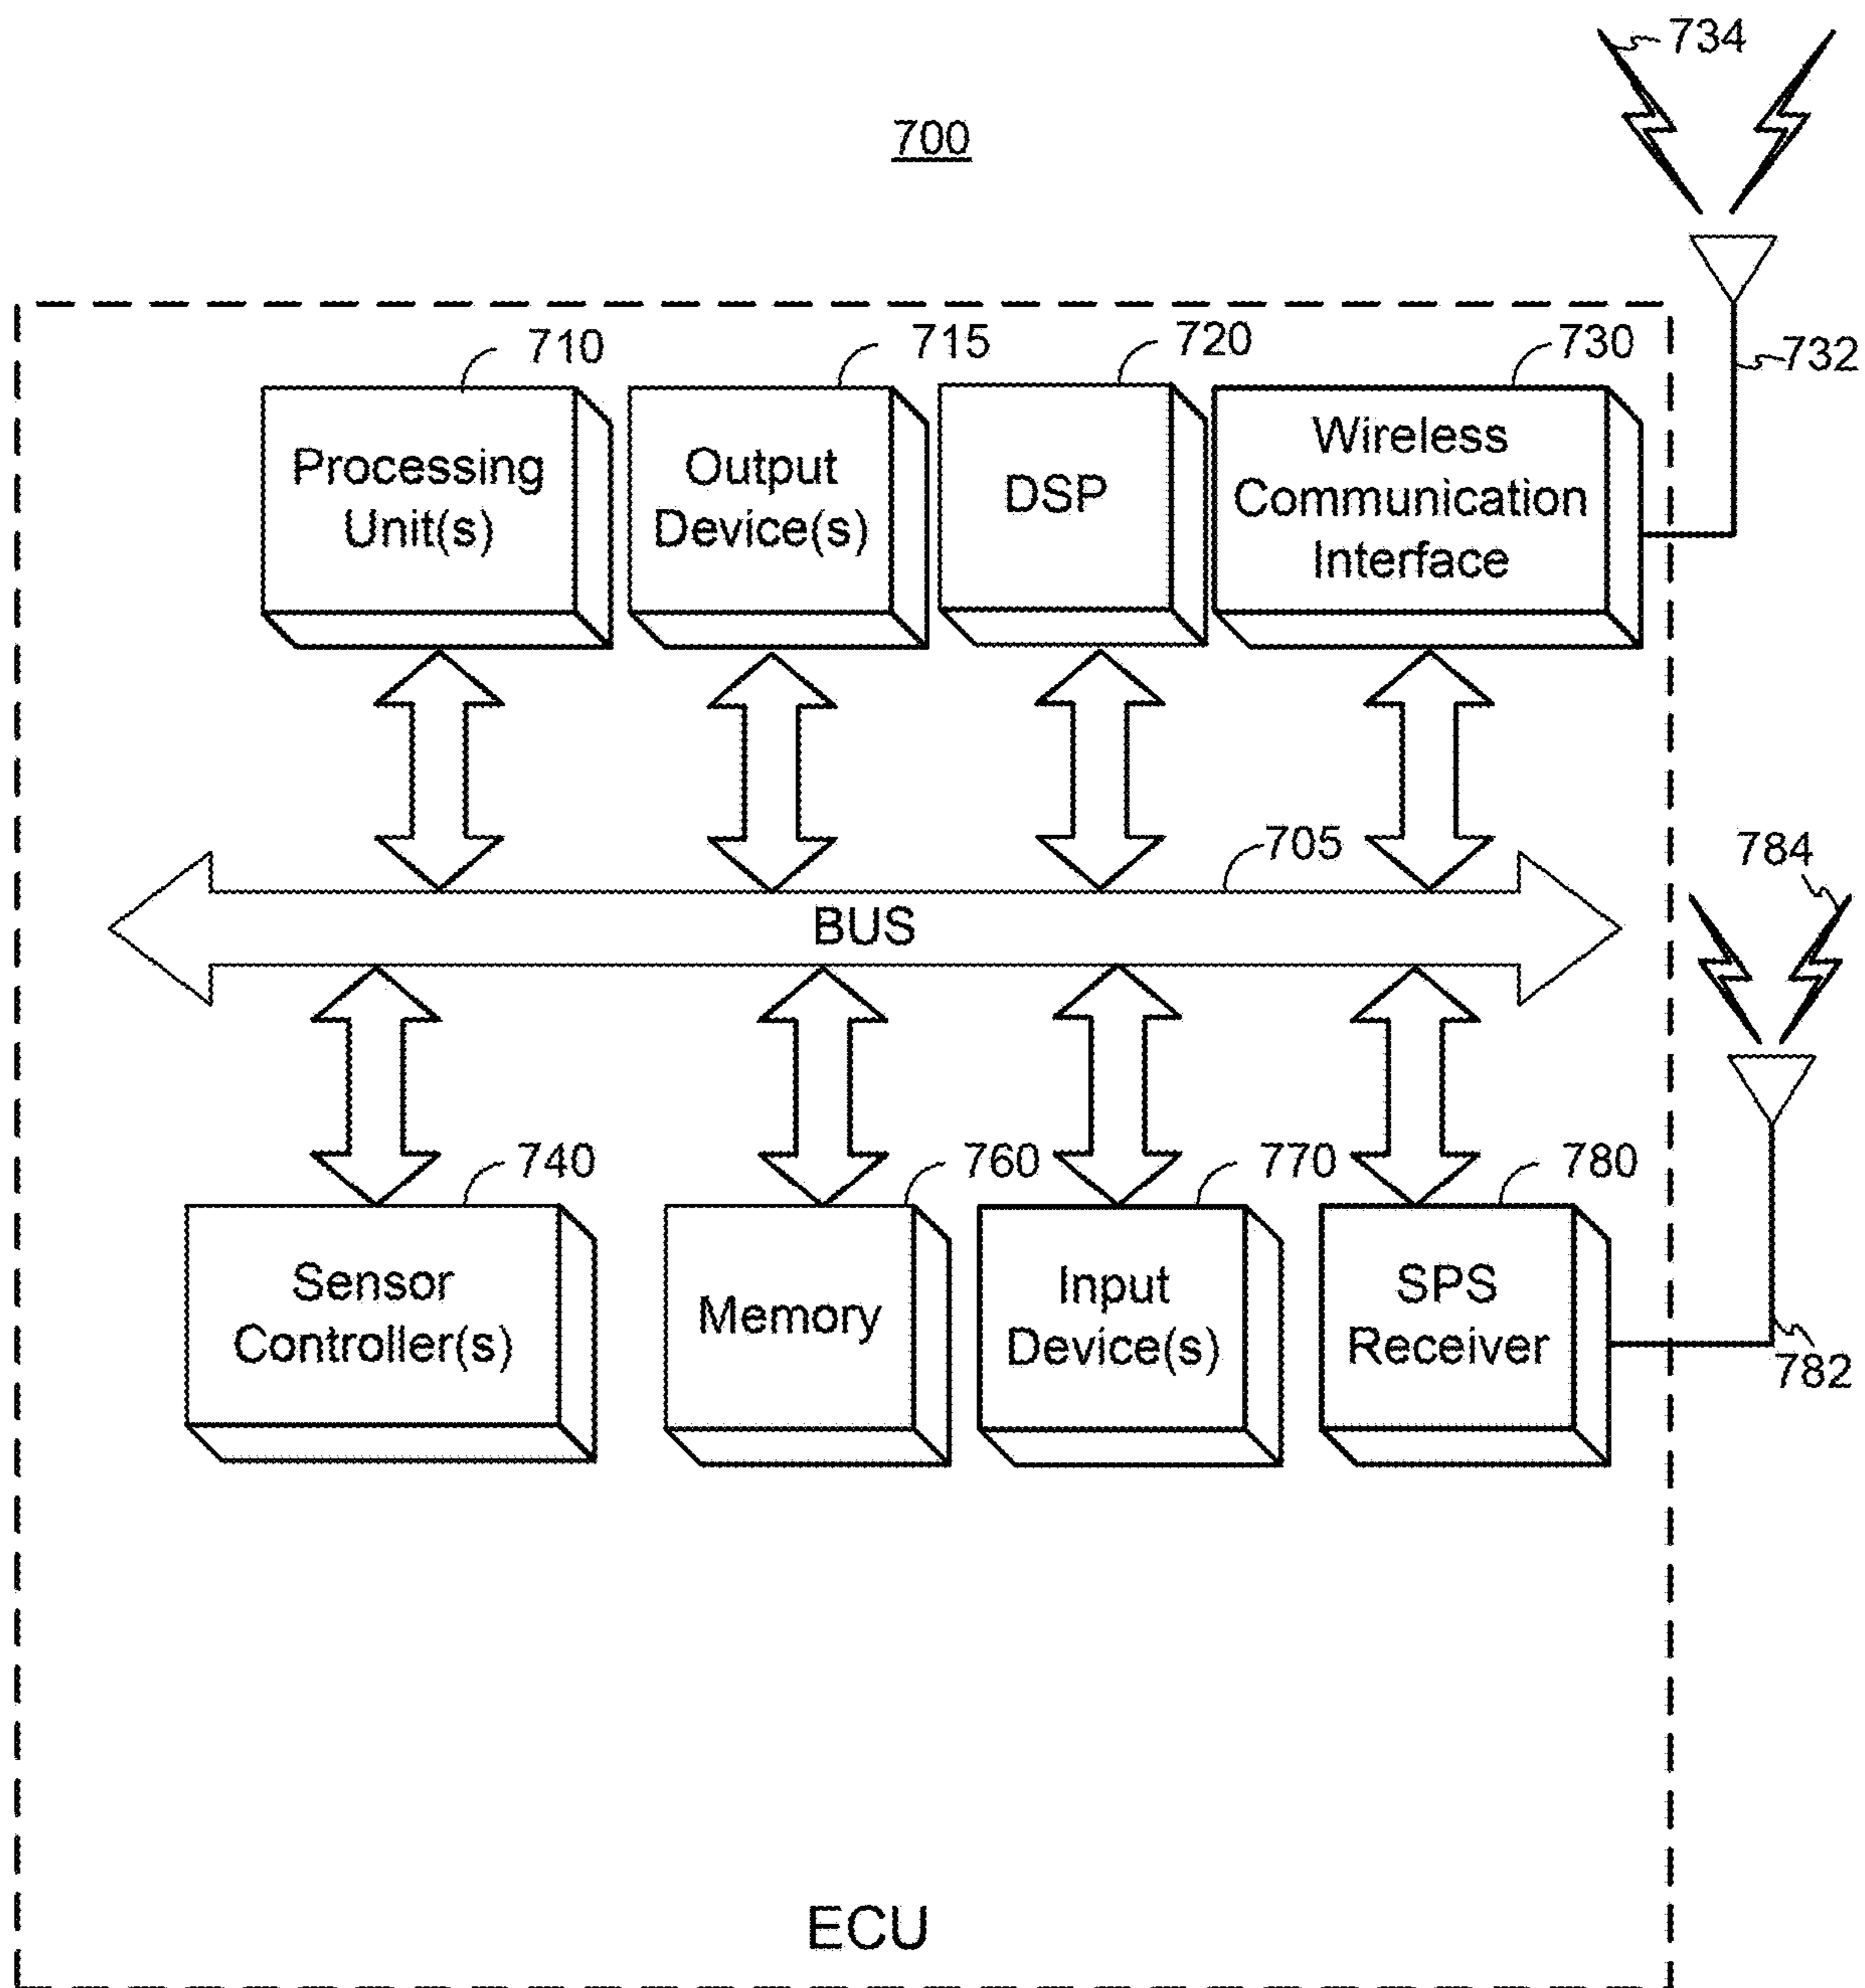 734
700
710
715
720
730
732
Processing
Unit(s)
Output
Device(s)
DSP
Wireless
Communication
Interface
705
784
BUS
740
760
770
780
Sensor
Controller(s)
Memory
Input
Device(s)
SPS
Receiver
782
ECU